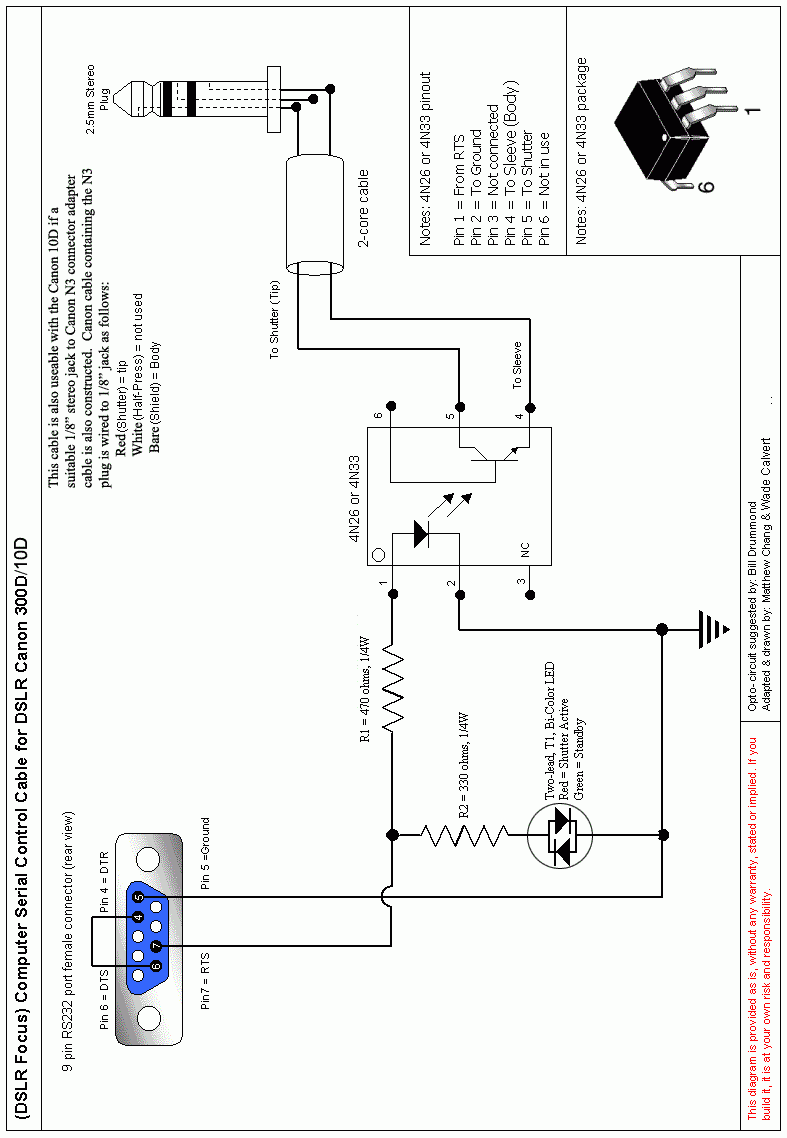 (DSLR Focus) Computer Serial Control Cable for DSLR Canon 300D/10D
This cable is also useable with the Canon 10D if a
suitable 1/8” stereo jack to Canon N3 connector adapter
cable is also constructed.  Canon cable containing the N3
plug is wired to 1/8” jack as follows:
Red (Shutter) = tip
White (Half-Press) = not used
Bare (Shield) = Body
2.5mm Stereo
Plug
2-core cable
To Shutter (Tip)
To Sleeve
Notes: 4N26 or 4N33 pinout
Pin 1 = From RTS
Pin 2 = To Ground
Pin 3 = Not connected
Pin 4 = To Sleeve (Body)
Pin 5 = To Shutter
Pin 6 = Not in use
Notes: 4N26 or 4N33 package
1
6
4N26 or 4N33
6
5
4
1
2
3
NC
R1 = 470 ohms, 1/4W
R2 = 330 ohms, 1/4W
Two-lead, T1, Bi-Color LED
Red = Shutter Active
Green = Standby
9 pin RS232 port female connector (rear view)
Pin 6 = DTS
Pin 4 = DTR
Pin7 = RTS
Pin 5 =Ground
5
4
7
6
Opto- circuit suggested by: Bill Drummond
Adapted & drawn by: Matthew Chang & Wade Calvert
This diagram is provided as is, without any warranty, stated or implied. If you
build it, it is at your own risk and responsibility.